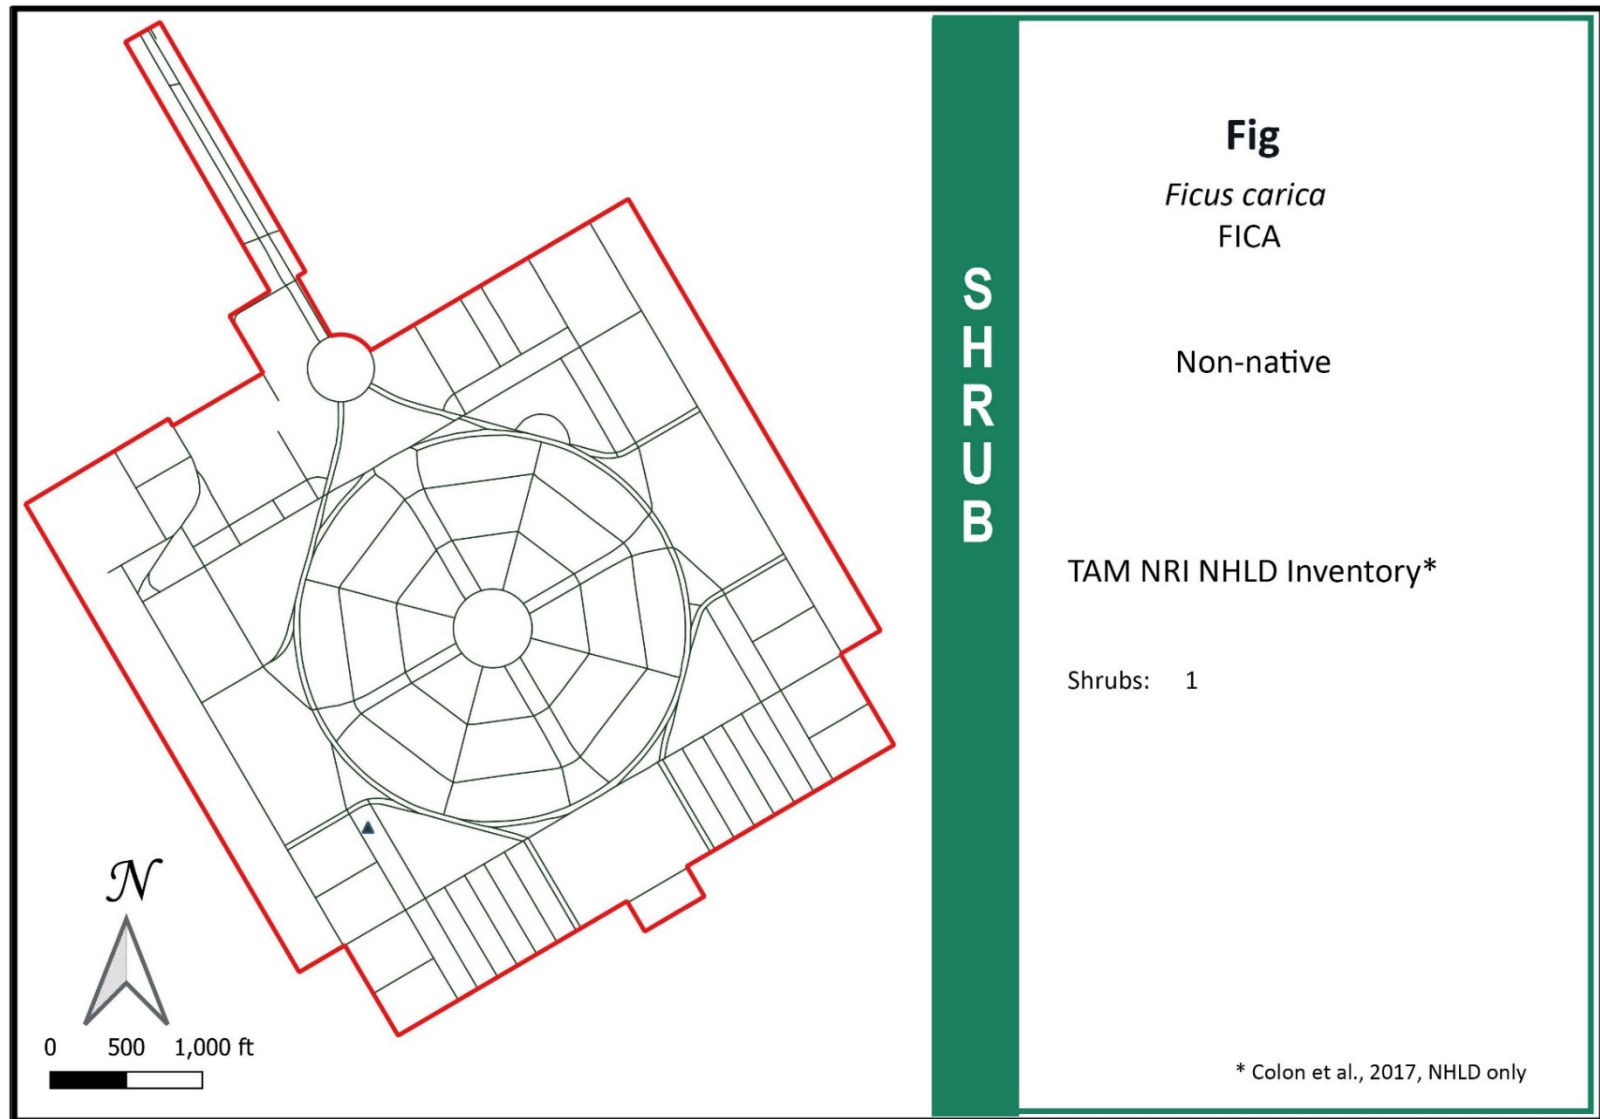 N
0 500 1,000 ft
SHRUB
Fig
Ficus carica
FICA
Non-native
TAM NRI NHLD Inventory*
Shrubs: 1
* Colon et al., 2017, NHLD only